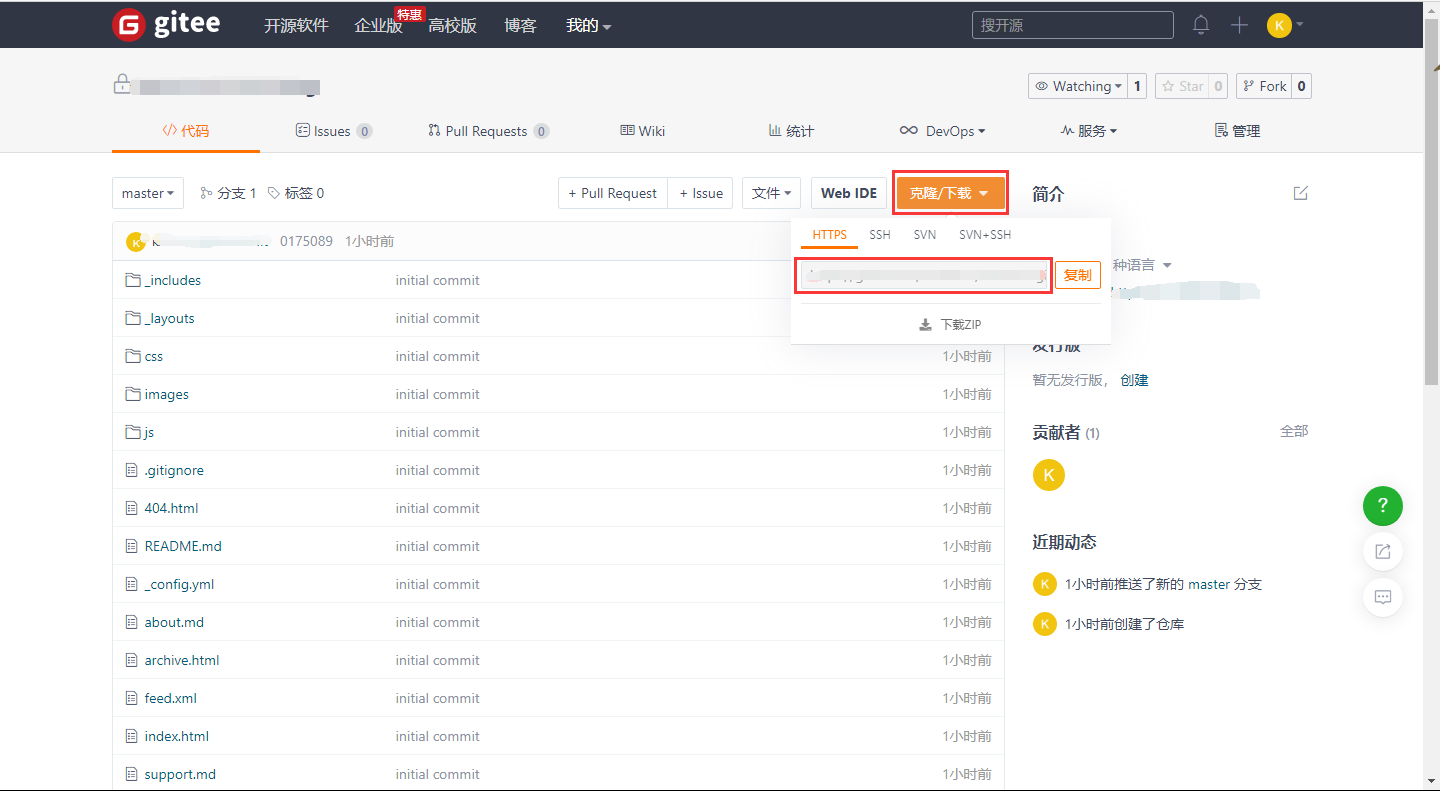 gitee 开源软件 企业版 特惠 高校版 博客 我的 搜开源 K
Watching 1 Star 0 Fork 0
代码 Issues 0 Pull Requests 0 Wiki 统计 DevOps 服务 管理
master 分支 1 标签 0 + Pull Request + Issue 文件 Web IDE 克隆/下载 简介
K 0175089 1小时前 HTTPS SSH SVN SVN+SSH
种语言
复制
_includes initial commit
_layouts initial commit 下载ZIP
发行版
css initial commit 1小时前
暂无发行版， 创建
images initial commit 1小时前
js initial commit 1小时前 贡献者 (1) 全部
.gitignore initial commit 1小时前 K
404.html initial commit 1小时前 ?
README.md initial commit 1小时前 近期动态
_config.yml initial commit 1小时前 K 1小时前推送了新的 master 分支
about.md initial commit 1小时前 K 1小时前创建了仓库
archive.html initial commit 1小时前
feed.xml initial commit 1小时前
index.html initial commit 1小时前
support.md initial commit 1小时前